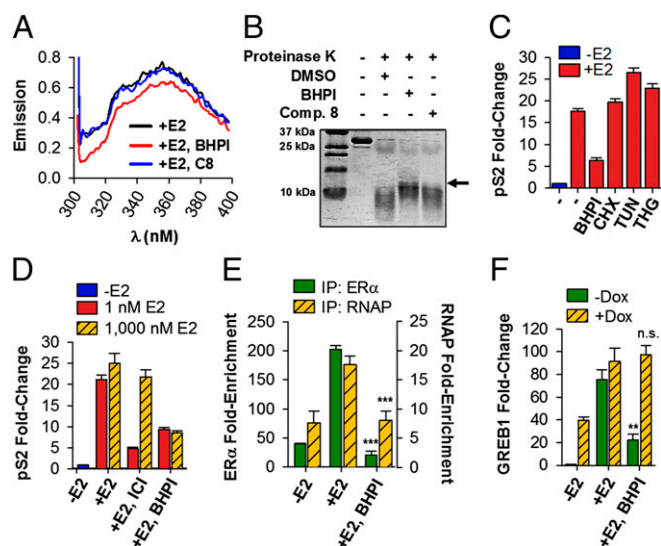 A
Emission
0.8
0.6
0.4
0.2
0.0
+E2
+E2, BHPI
+E2, C8
300
320
340
360
380
400
λ (nM)
B
Proteinase K - + + +
DMSO - + - -
BHPI - - + -
Comp. 8 - - - +
37 kDa
25 kDa
10 kDa
C
-E2
+E2
pS2 Fold-Change
30
25
20
15
10
5
0
-
-
BHPI
CHX
TUN
THG
D
-E2
1 nM E2
1,000 nM E2
pS2 Fold-Change
30
25
20
15
10
5
0
-E2
+E2
+E2, ICI
+E2, BHPI
E
IP: ERα
IP: RNAP
ERα Fold-Enrichment
250
200
150
100
50
0
RNAP Fold-Enrichment
25
20
15
10
5
0
***
***
-E2
+E2
+E2, BHPI
F
-Dox
+Dox
GREB1 Fold-Change
120
100
80
60
40
20
0
n.s.
**
-E2
+E2
+E2, BHPI